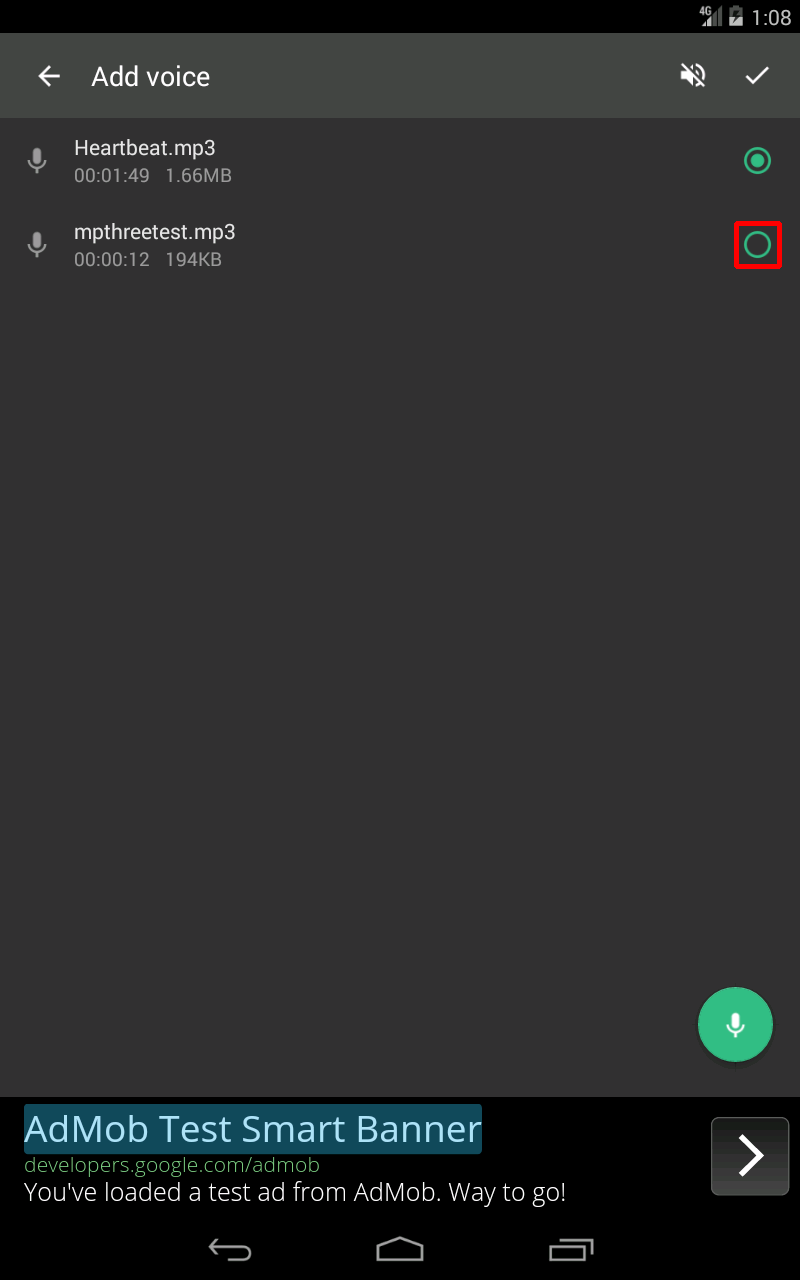 4G 1:08
Add voice
Heartbeat.mp3
00:01:49 1.66MB
mpthreetest.mp3
00:00:12 194KB
AdMob Test Smart Banner
developers.google.com/admob
You've loaded a test ad from AdMob. Way to go!